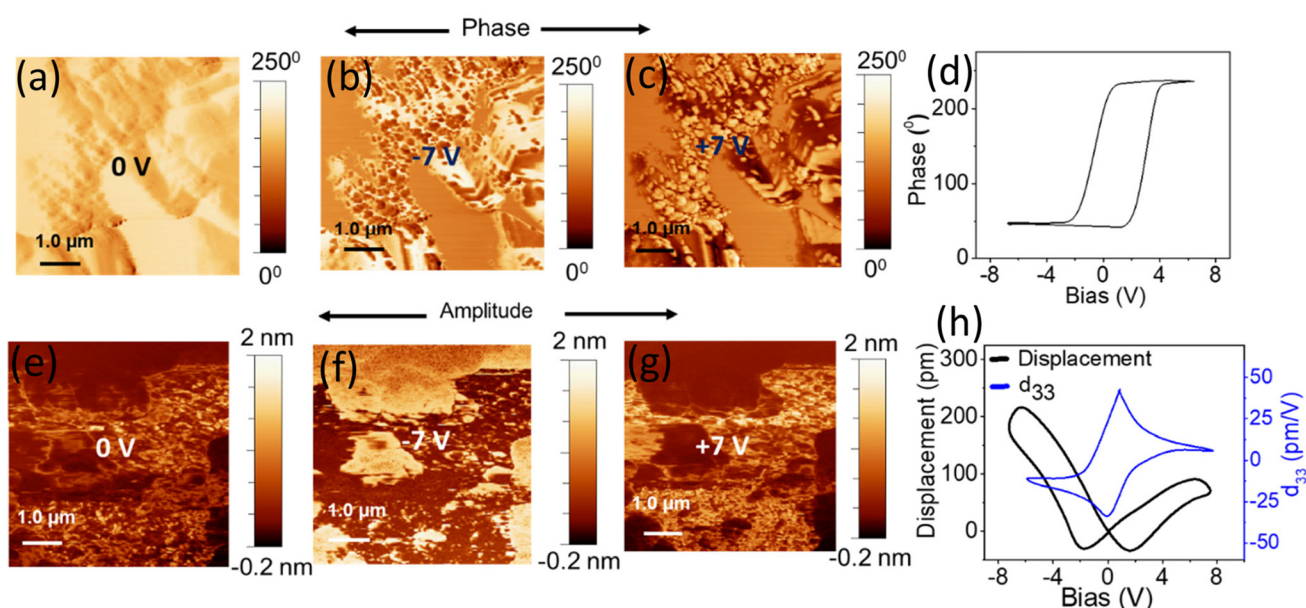 Phase
(a)
250⁰
0 V
1.0 µm
0⁰
(b)
250⁰
-7 V
1.0 µm
0⁰
(c)
250⁰
+7 V
1.0 µm
0⁰
(d)
Phase (⁰)
200
100
0
-8 -4 0 4 8
Bias (V)
Amplitude
(e)
2 nm
0 V
1.0 µm
-0.2 nm
(f)
2 nm
-7 V
1.0 µm
-0.2 nm
(g)
2 nm
+7 V
1.0 µm
-0.2 nm
(h)
Displacement
d33
Displacement (pm)
300
200
100
0
50
25
0
-25
-50
d33 (pm/V)
-8 -4 0 4 8
Bias (V)